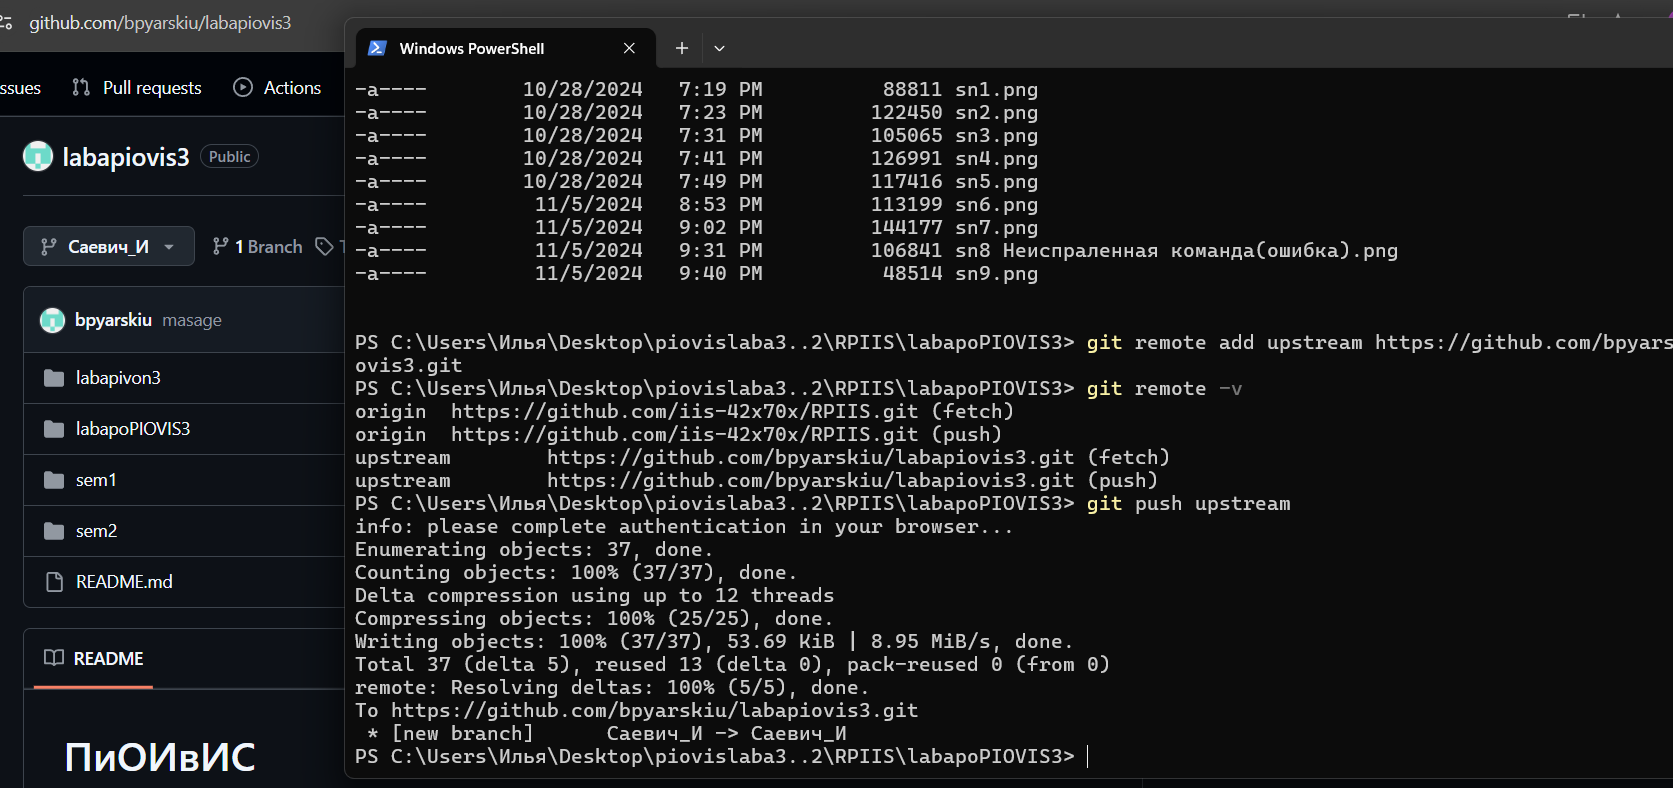 github.com/bpyarskiu/labapiovis3
ssues Pull requests Actions
labapiovis3 Public
Саевич_И 1 Branch
bpyarskiu masage
labapivon3
labapoPIOVIS3
sem1
sem2
README.md
README
ПиОИвИС
Windows PowerShell
-a---- 10/28/2024 7:19 PM 88811 sn1.png
-a---- 10/28/2024 7:23 PM 122450 sn2.png
-a---- 10/28/2024 7:31 PM 105065 sn3.png
-a---- 10/28/2024 7:41 PM 126991 sn4.png
-a---- 10/28/2024 7:49 PM 117416 sn5.png
-a---- 11/5/2024 8:53 PM 113199 sn6.png
-a---- 11/5/2024 9:02 PM 144177 sn7.png
-a---- 11/5/2024 9:31 PM 106841 sn8 Неиспраленная команда(ошибка).png
-a---- 11/5/2024 9:40 PM 48514 sn9.png
PS C:\Users\Илья\Desktop\piovislaba3..2\RPIIS\labapoPIOVIS3> git remote add upstream https://github.com/bpyars
ovis3.git
PS C:\Users\Илья\Desktop\piovislaba3..2\RPIIS\labapoPIOVIS3> git remote -v
origin https://github.com/iis-42x70x/RPIIS.git (fetch)
origin https://github.com/iis-42x70x/RPIIS.git (push)
upstream https://github.com/bpyarskiu/labapiovis3.git (fetch)
upstream https://github.com/bpyarskiu/labapiovis3.git (push)
PS C:\Users\Илья\Desktop\piovislaba3..2\RPIIS\labapoPIOVIS3> git push upstream
info: please complete authentication in your browser...
Enumerating objects: 37, done.
Counting objects: 100% (37/37), done.
Delta compression using up to 12 threads
Compressing objects: 100% (25/25), done.
Writing objects: 100% (37/37), 53.69 KiB | 8.95 MiB/s, done.
Total 37 (delta 5), reused 13 (delta 0), pack-reused 0 (from 0)
remote: Resolving deltas: 100% (5/5), done.
To https://github.com/bpyarskiu/labapiovis3.git
* [new branch] Саевич_И -> Саевич_И
PS C:\Users\Илья\Desktop\piovislaba3..2\RPIIS\labapoPIOVIS3>